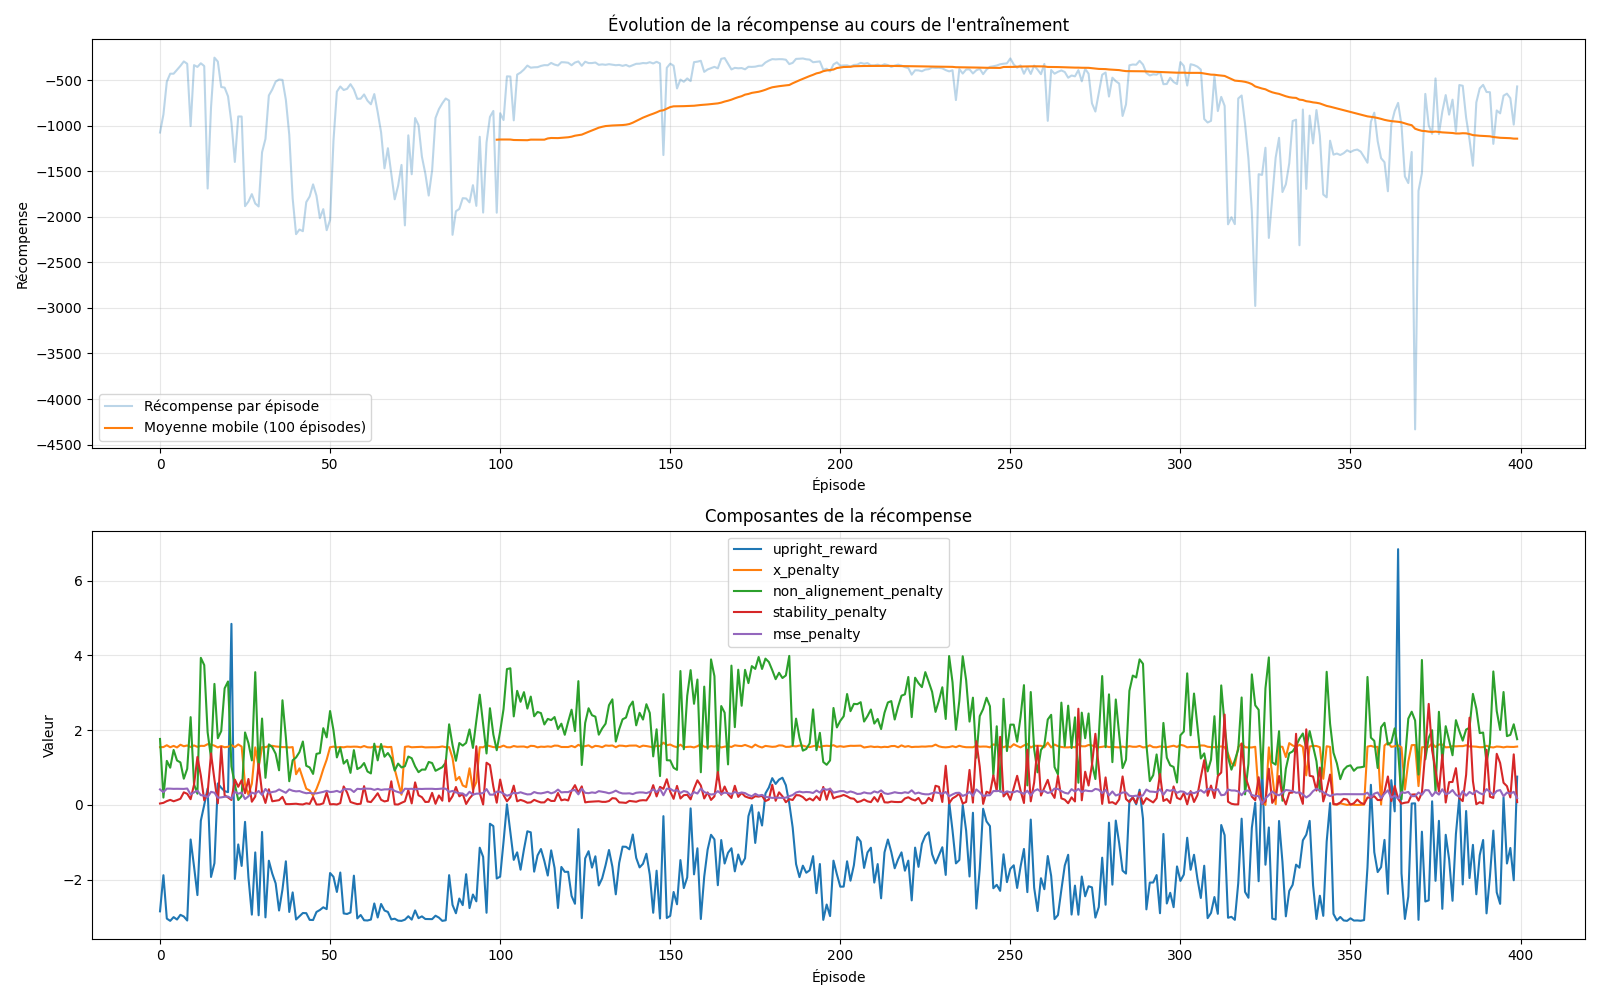 Évolution de la récompense au cours de l'entraînement
Récompense
−500
−1000
−1500
−2000
−2500
−3000
−3500
−4000
−4500
Récompense par épisode
Moyenne mobile (100 épisodes)
0 50 100 150 200 250 300 350 400
Épisode
Composantes de la récompense
Valeur
6
4
2
0
−2
upright_reward
x_penalty
non_alignement_penalty
stability_penalty
mse_penalty
0 50 100 150 200 250 300 350 400
Épisode